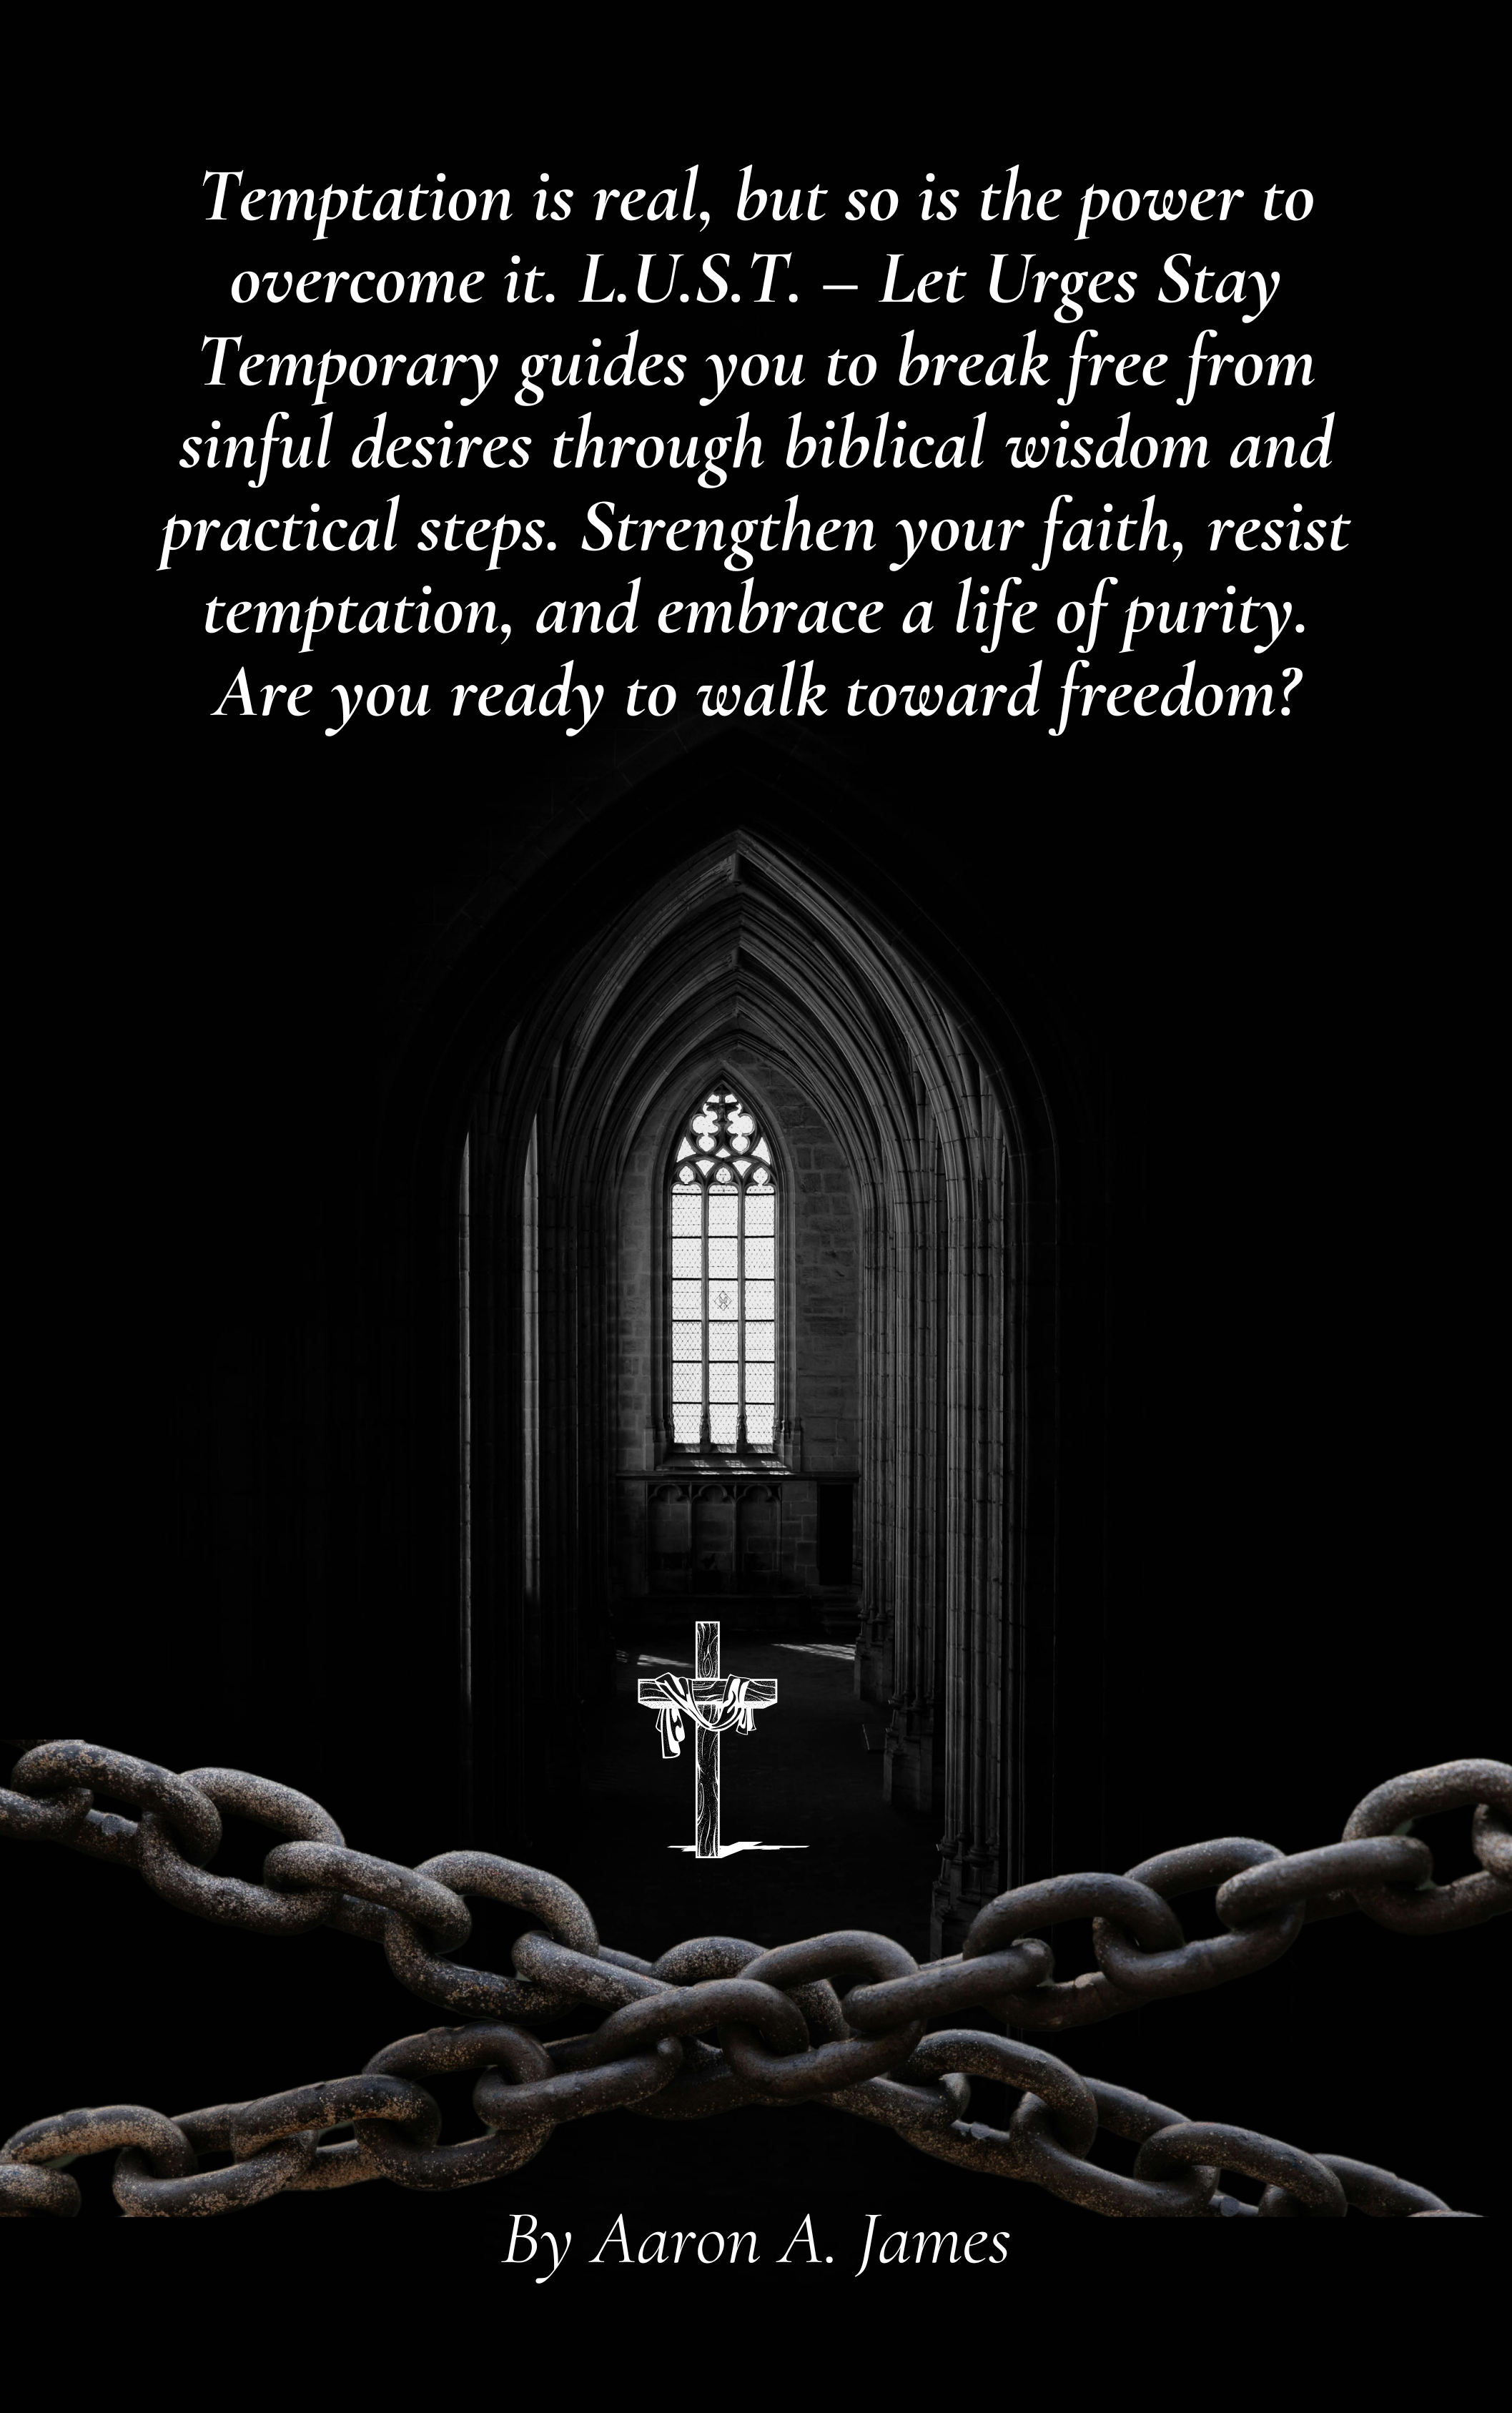 Temptation is real, but so is the power to
overcome it. L.U.S.T. – Let Urges Stay
Temporary guides you to break free from
sinful desires through biblical wisdom and
practical steps. Strengthen your faith, resist
temptation, and embrace a life of purity.
Are you ready to walk toward freedom?
By Aaron A. James